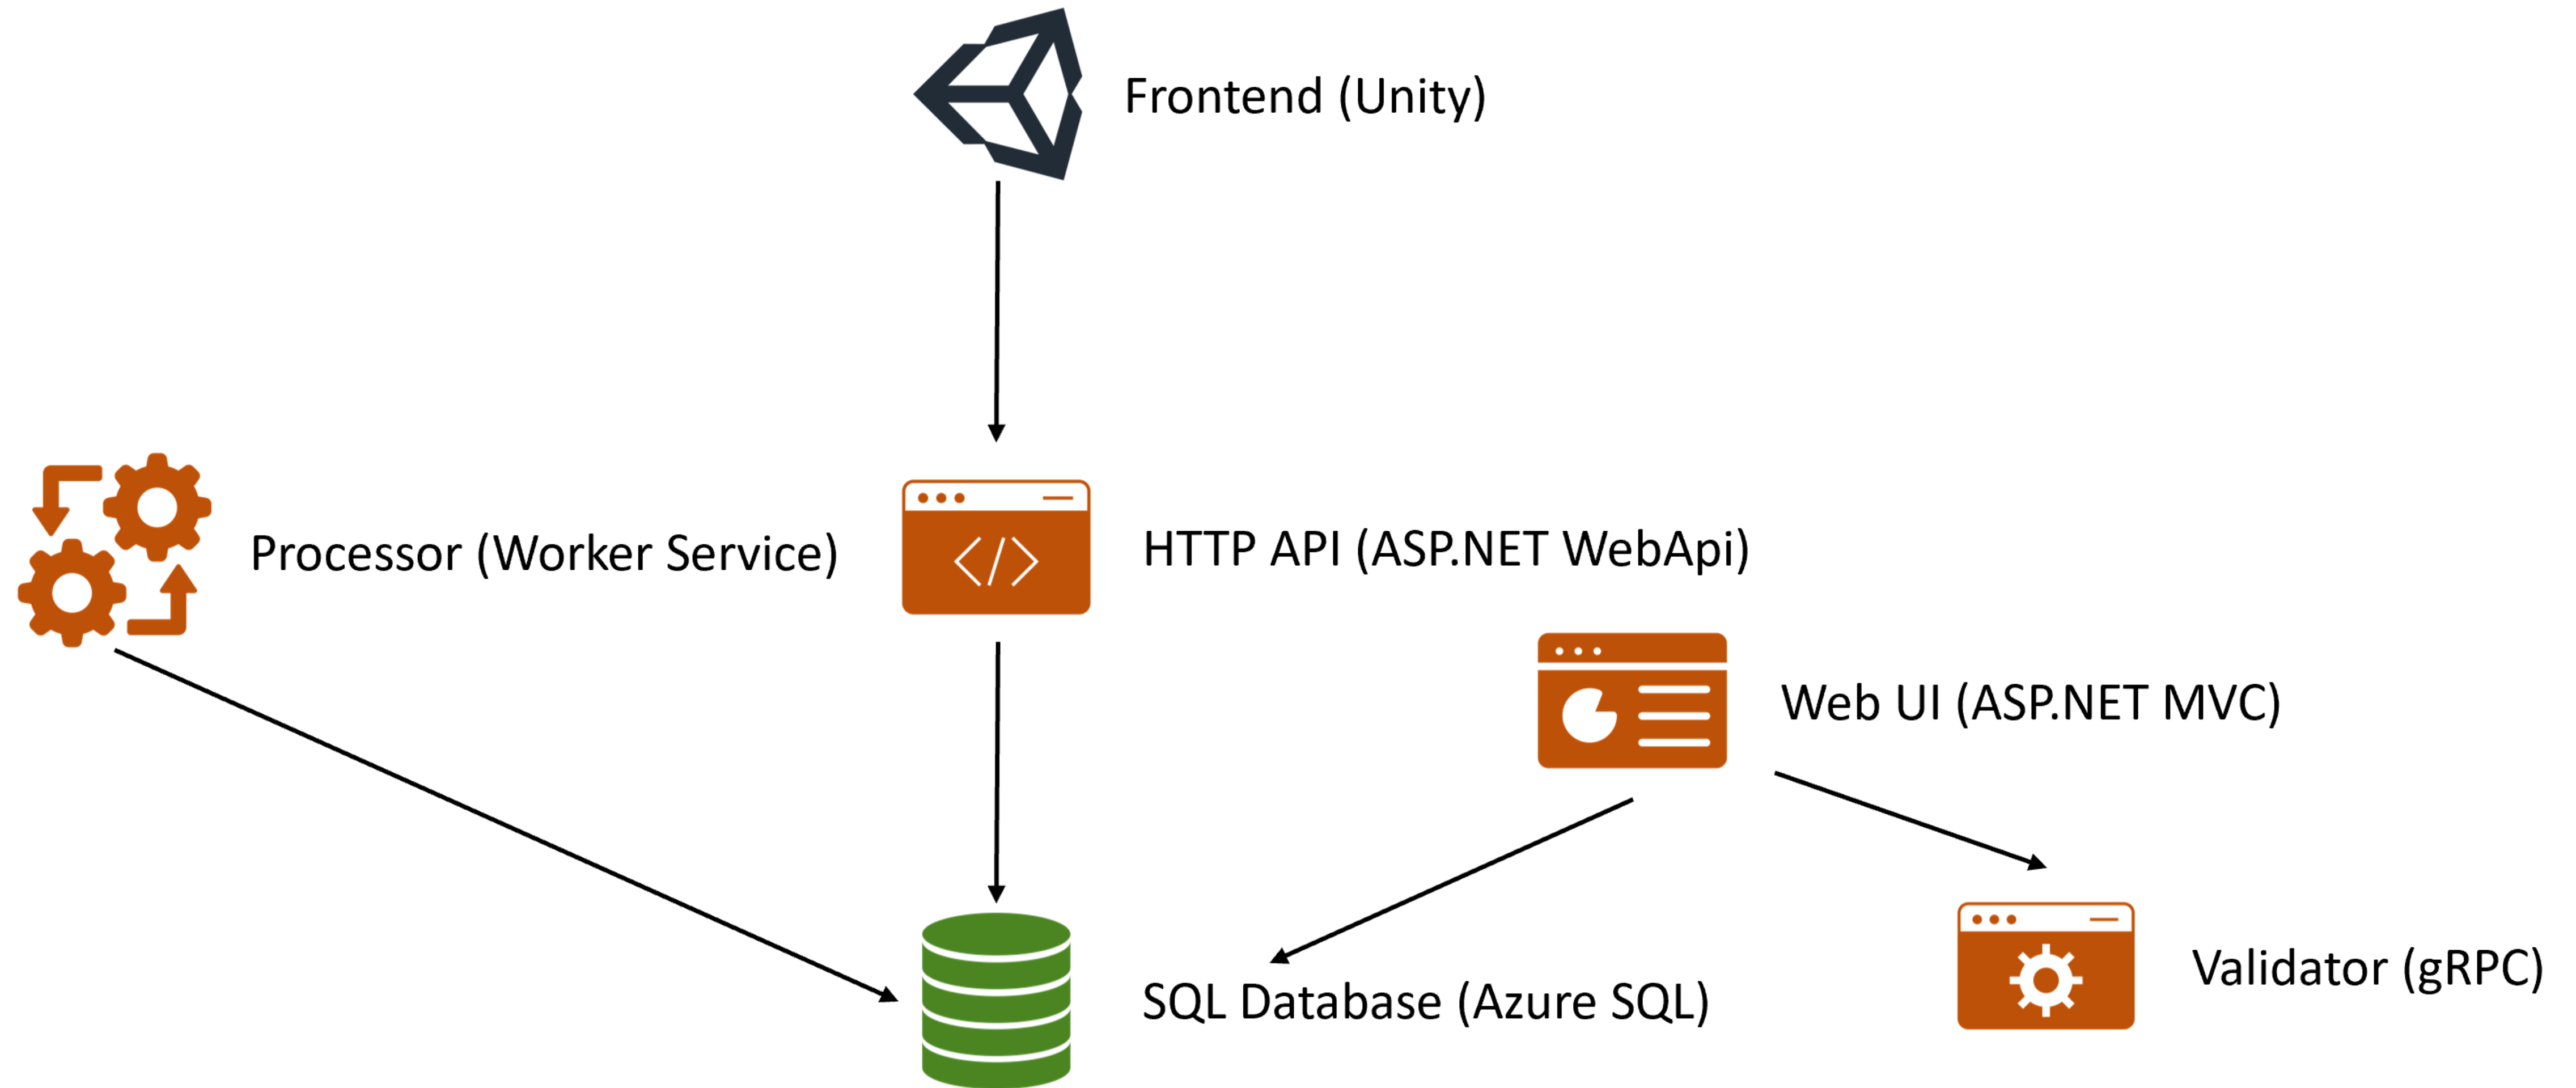 Frontend (Unity)
Processor (Worker Service)
HTTP API (ASP.NET WebApi)
Web UI (ASP.NET MVC)
SQL Database (Azure SQL)
Validator (gRPC)